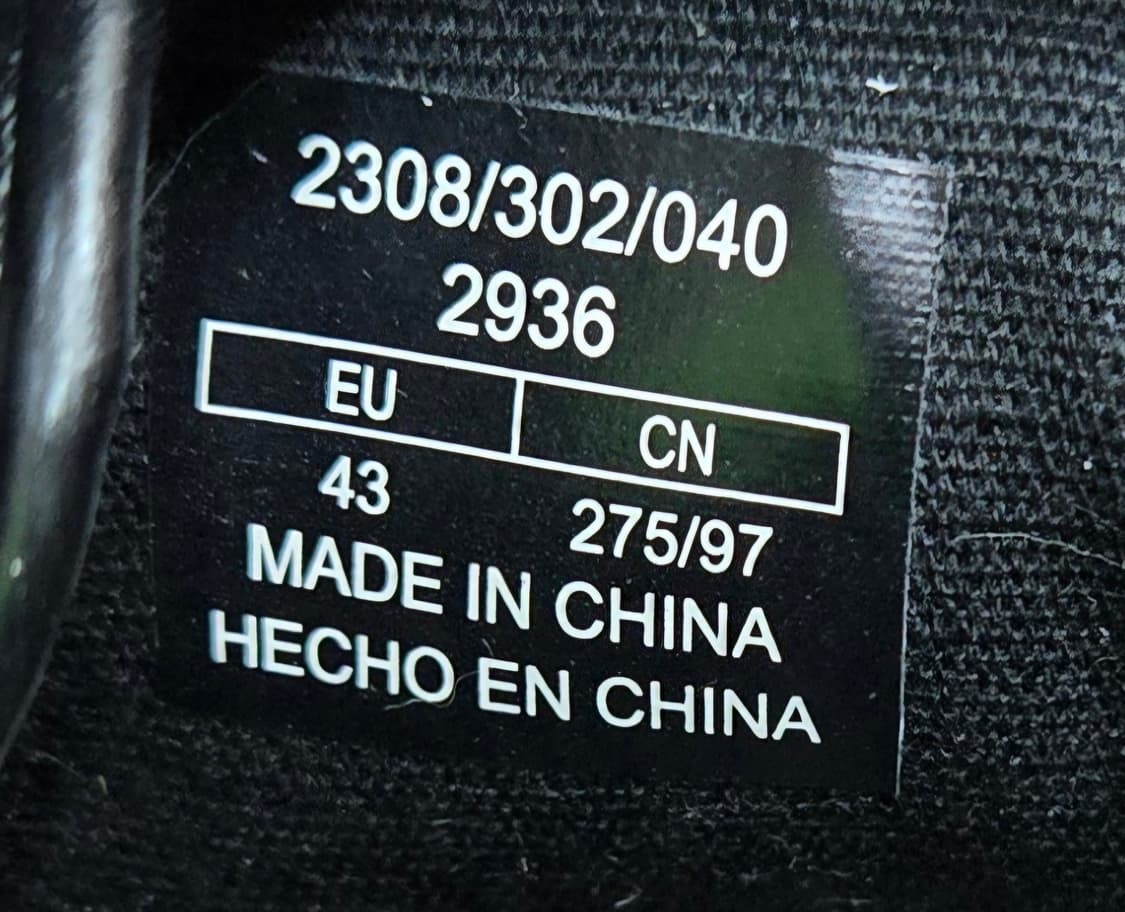 2308/302/040
2936
EU CN
43 275/97
MADE IN CHINA
HECHO EN CHINA